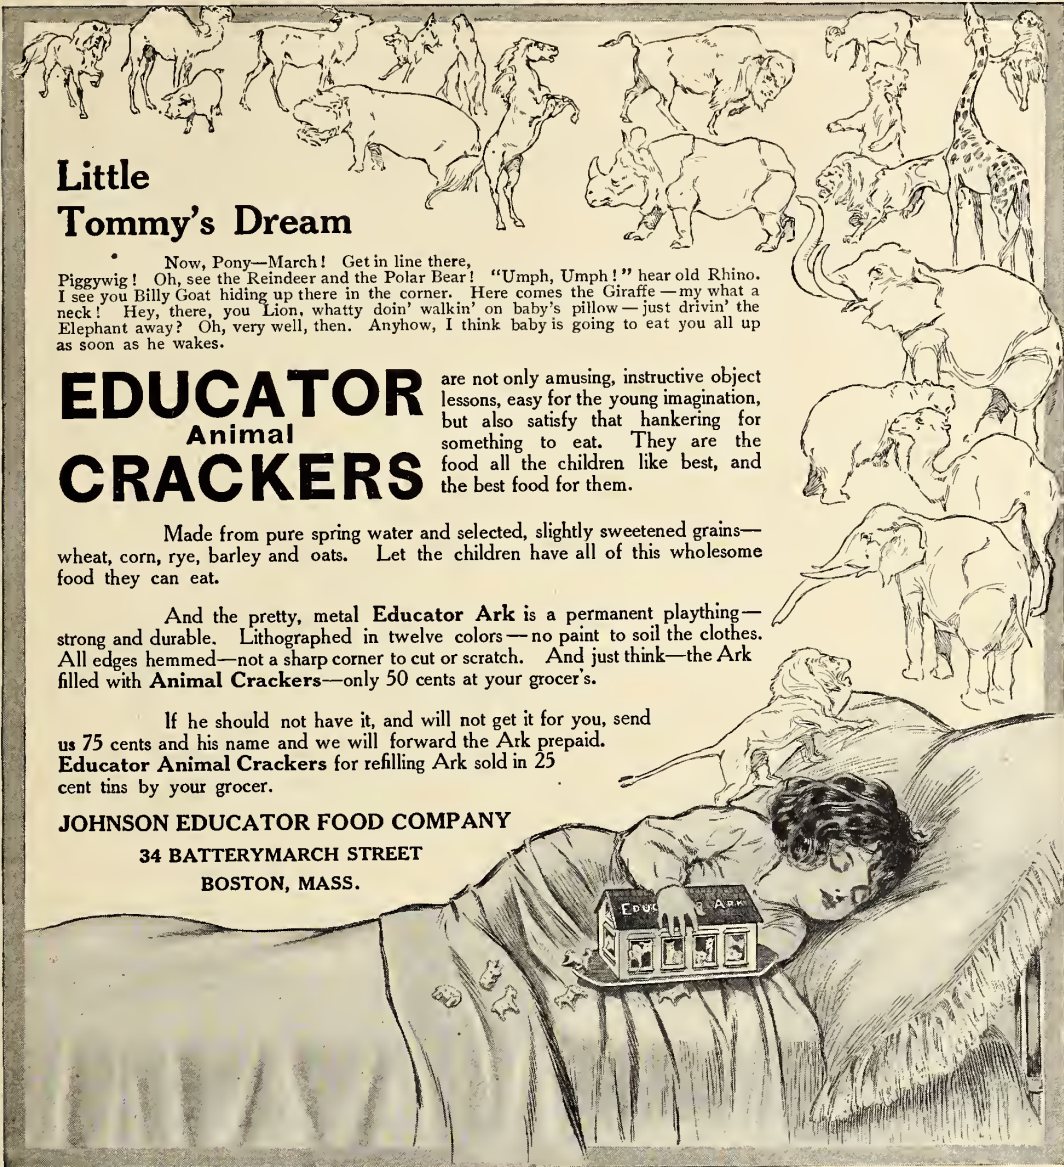 Little
Tommy's Dream
Now, Pony—March! Get in line there,
Piggywig! Oh, see the Reindeer and the Polar Bear! "Umph, Umph!" hear old Rhino.
I see you Billy Goat hiding up there in the corner. Here comes the Giraffe—my what a
neck! Hey, there, you Lion, whatty doin' walkin' on baby's pillow—just drivin' the
Elephant away? Oh, very well, then. Anyhow, I think baby is going to eat you all up
as soon as he wakes.
EDUCATOR
Animal
CRACKERS
are not only amusing, instructive object
lessons, easy for the young imagination,
but also satisfy that hankering for
something to eat. They are the
food all the children like best, and
the best food for them.
Made from pure spring water and selected, slightly sweetened grains—
wheat, corn, rye, barley and oats. Let the children have all of this wholesome
food they can eat.
And the pretty, metal Educator Ark is a permanent plaything—
strong and durable. Lithographed in twelve colors—no paint to soil the clothes.
All edges hemmed—not a sharp corner to cut or scratch. And just think—the Ark
filled with Animal Crackers—only 50 cents at your grocer's.
If he should not have it, and will not get it for you, send
us 75 cents and his name and we will forward the Ark prepaid.
Educator Animal Crackers for refilling Ark sold in 25
cent tins by your grocer.
JOHNSON EDUCATOR FOOD COMPANY
34 BATTERYMARCH STREET
BOSTON, MASS.
EDUC R ARK